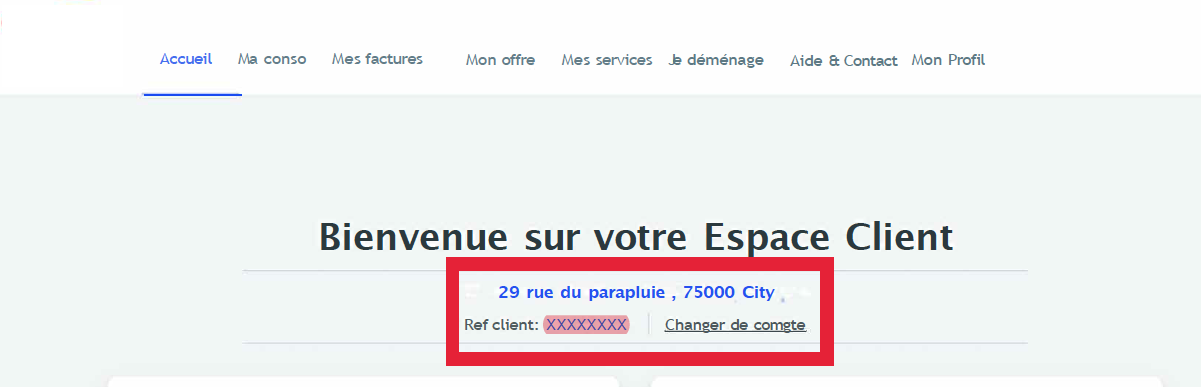 Accueil Ma conso Mes factures Mon offre Mes services Je déménage Aide & Contact Mon Profil
Bienvenue sur votre Espace Client
29 rue du parapluie , 75000 City
Ref client: XXXXXXXX Changer de comgte